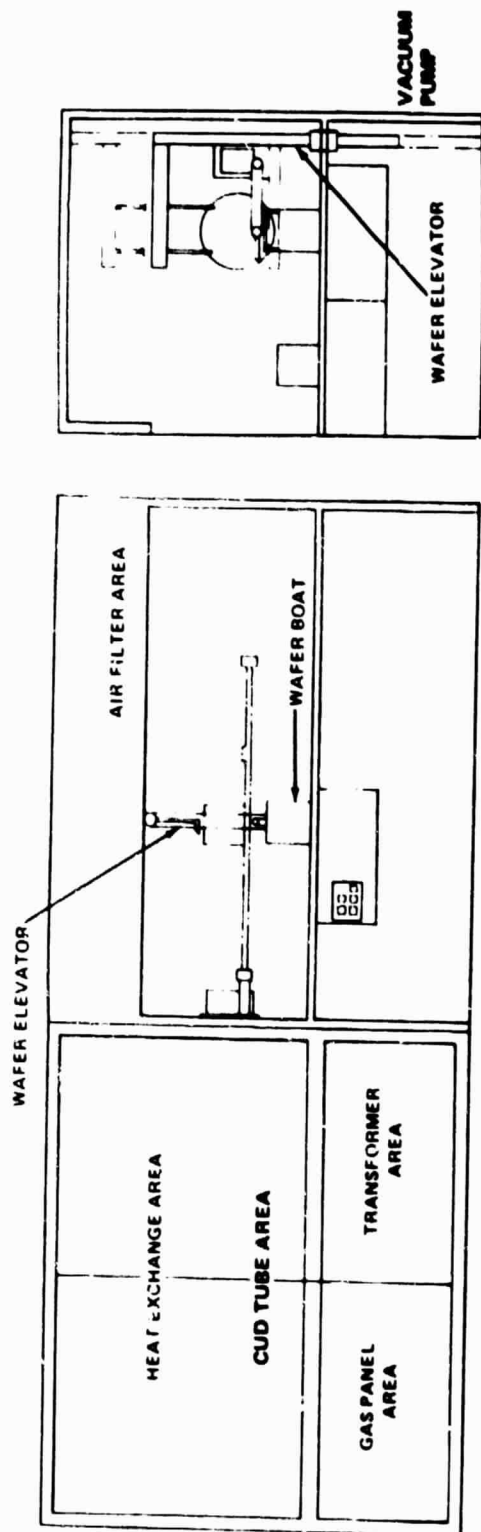 WAFER ELEVATOR
AIR FILTER AREA
HEAT EXCHANGE AREA
CUD TUBE AREA
WAFER BOAT
GAS PANEL
AREA
TRANSFORMER
AREA
WAFER ELEVATOR
VACUUM
PUMP